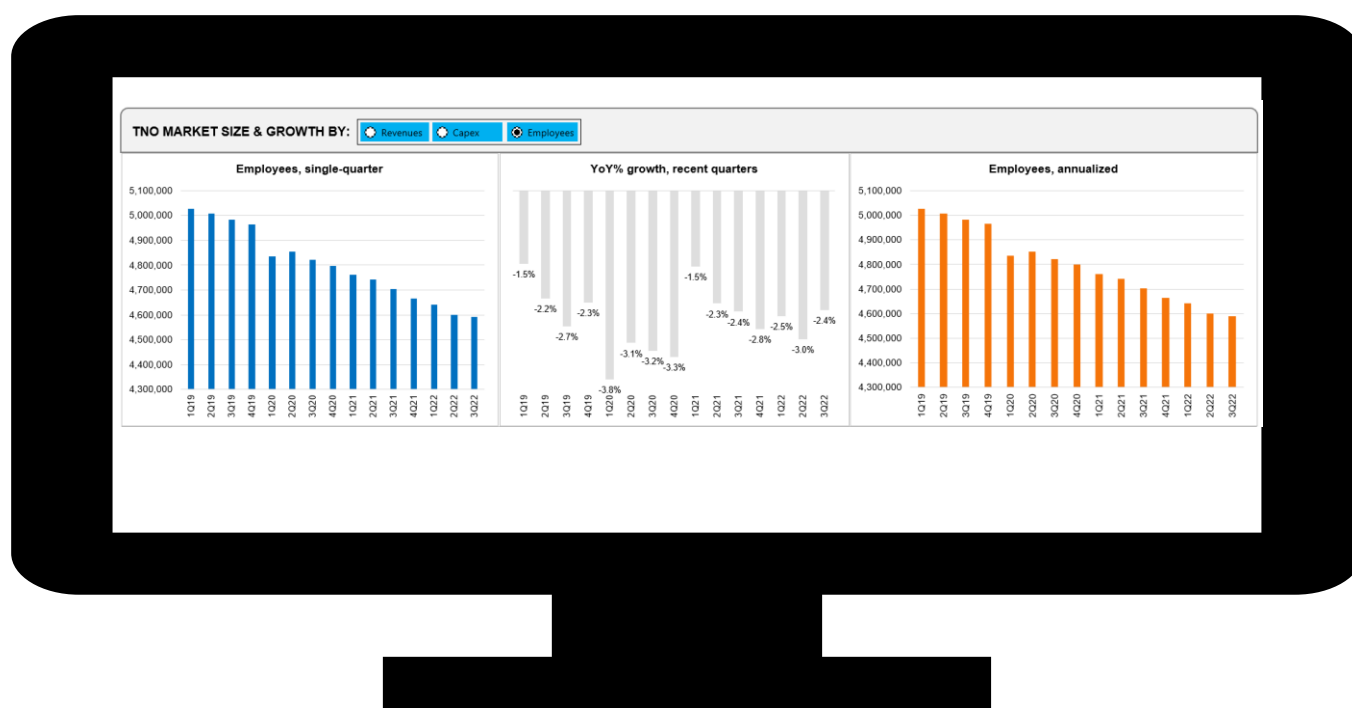 TNO MARKET SIZE & GROWTH BY: Revenues Capex Employees
Employees, single-quarter
5,100,000
5,000,000
4,900,000
4,800,000
4,700,000
4,600,000
4,500,000
4,400,000
4,300,000
1Q19 2Q19 3Q19 4Q19 1Q20 2Q20 3Q20 4Q20 1Q21 2Q21 3Q21 4Q21 1Q22 2Q22 3Q22
YoY% growth, recent quarters
-1.5% -2.2% -2.7% -2.3% -3.8% -3.1% -3.2% -3.3% -1.5% -2.3% -2.4% -2.8% -2.5% -3.0% -2.4%
1Q19 2Q19 3Q19 4Q19 1Q20 2Q20 3Q20 4Q20 1Q21 2Q21 3Q21 4Q21 1Q22 2Q22 3Q22
Employees, annualized
5,100,000
5,000,000
4,900,000
4,800,000
4,700,000
4,600,000
4,500,000
4,400,000
4,300,000
1Q19 2Q19 3Q19 4Q19 1Q20 2Q20 3Q20 4Q20 1Q21 2Q21 3Q21 4Q21 1Q22 2Q22 3Q22